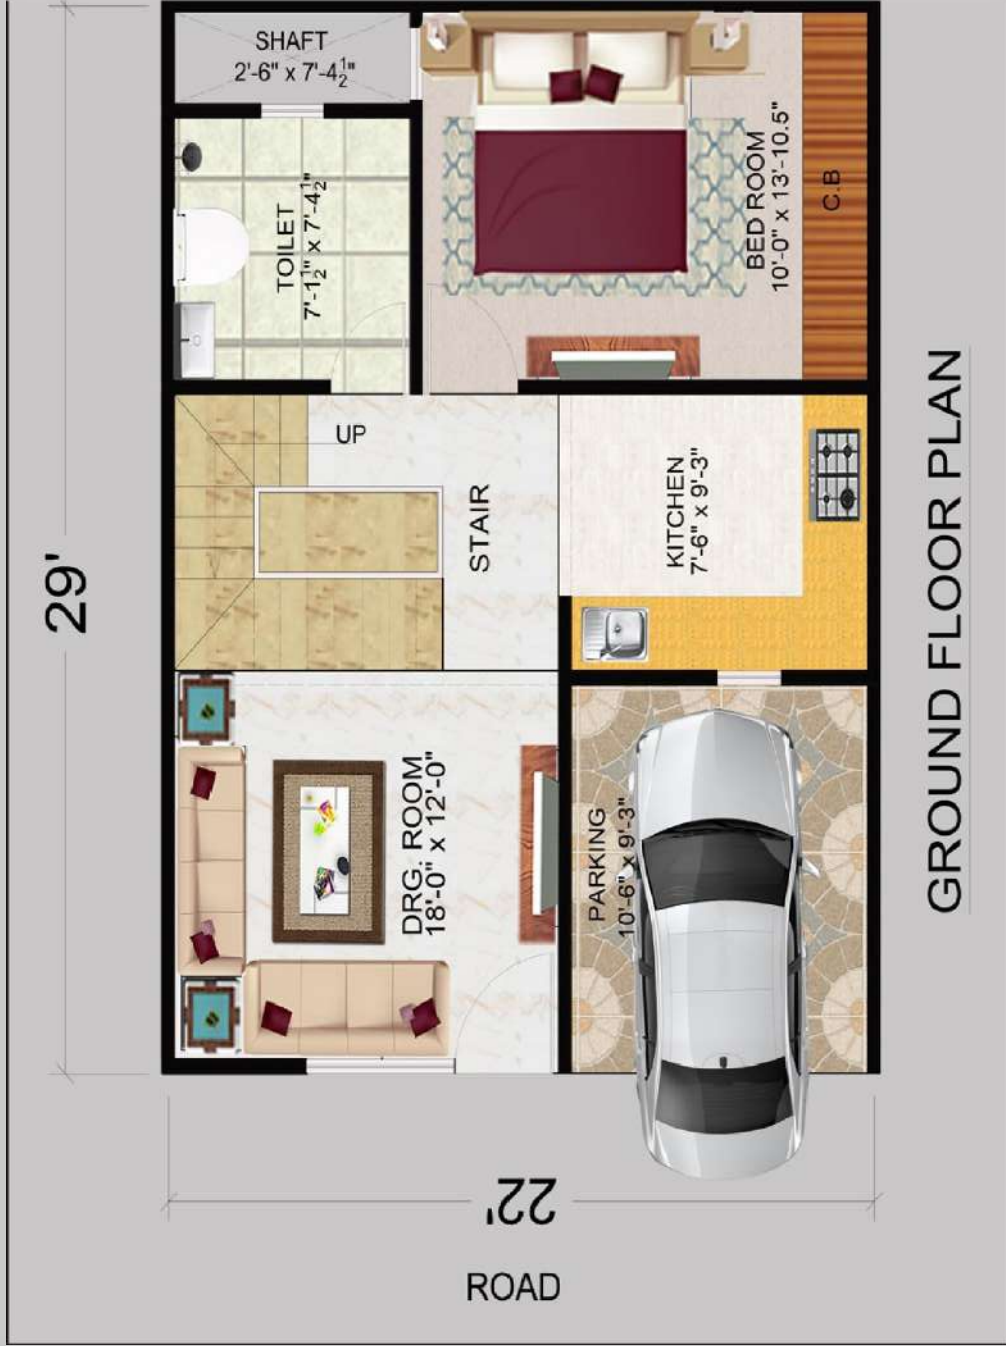 SHAFT
2'-6" x 7'-4½"
TOILET
7'-1½" x 7'-4½"
BED ROOM
10'-0" x 13'-10.5"
C.B
UP
STAIR
KITCHEN
7'-6" x 9'-3"
DRG. ROOM
18'-0" x 12'-0"
PARKING
10'-6" x 9'-3"
29'
22'
ROAD
GROUND FLOOR PLAN